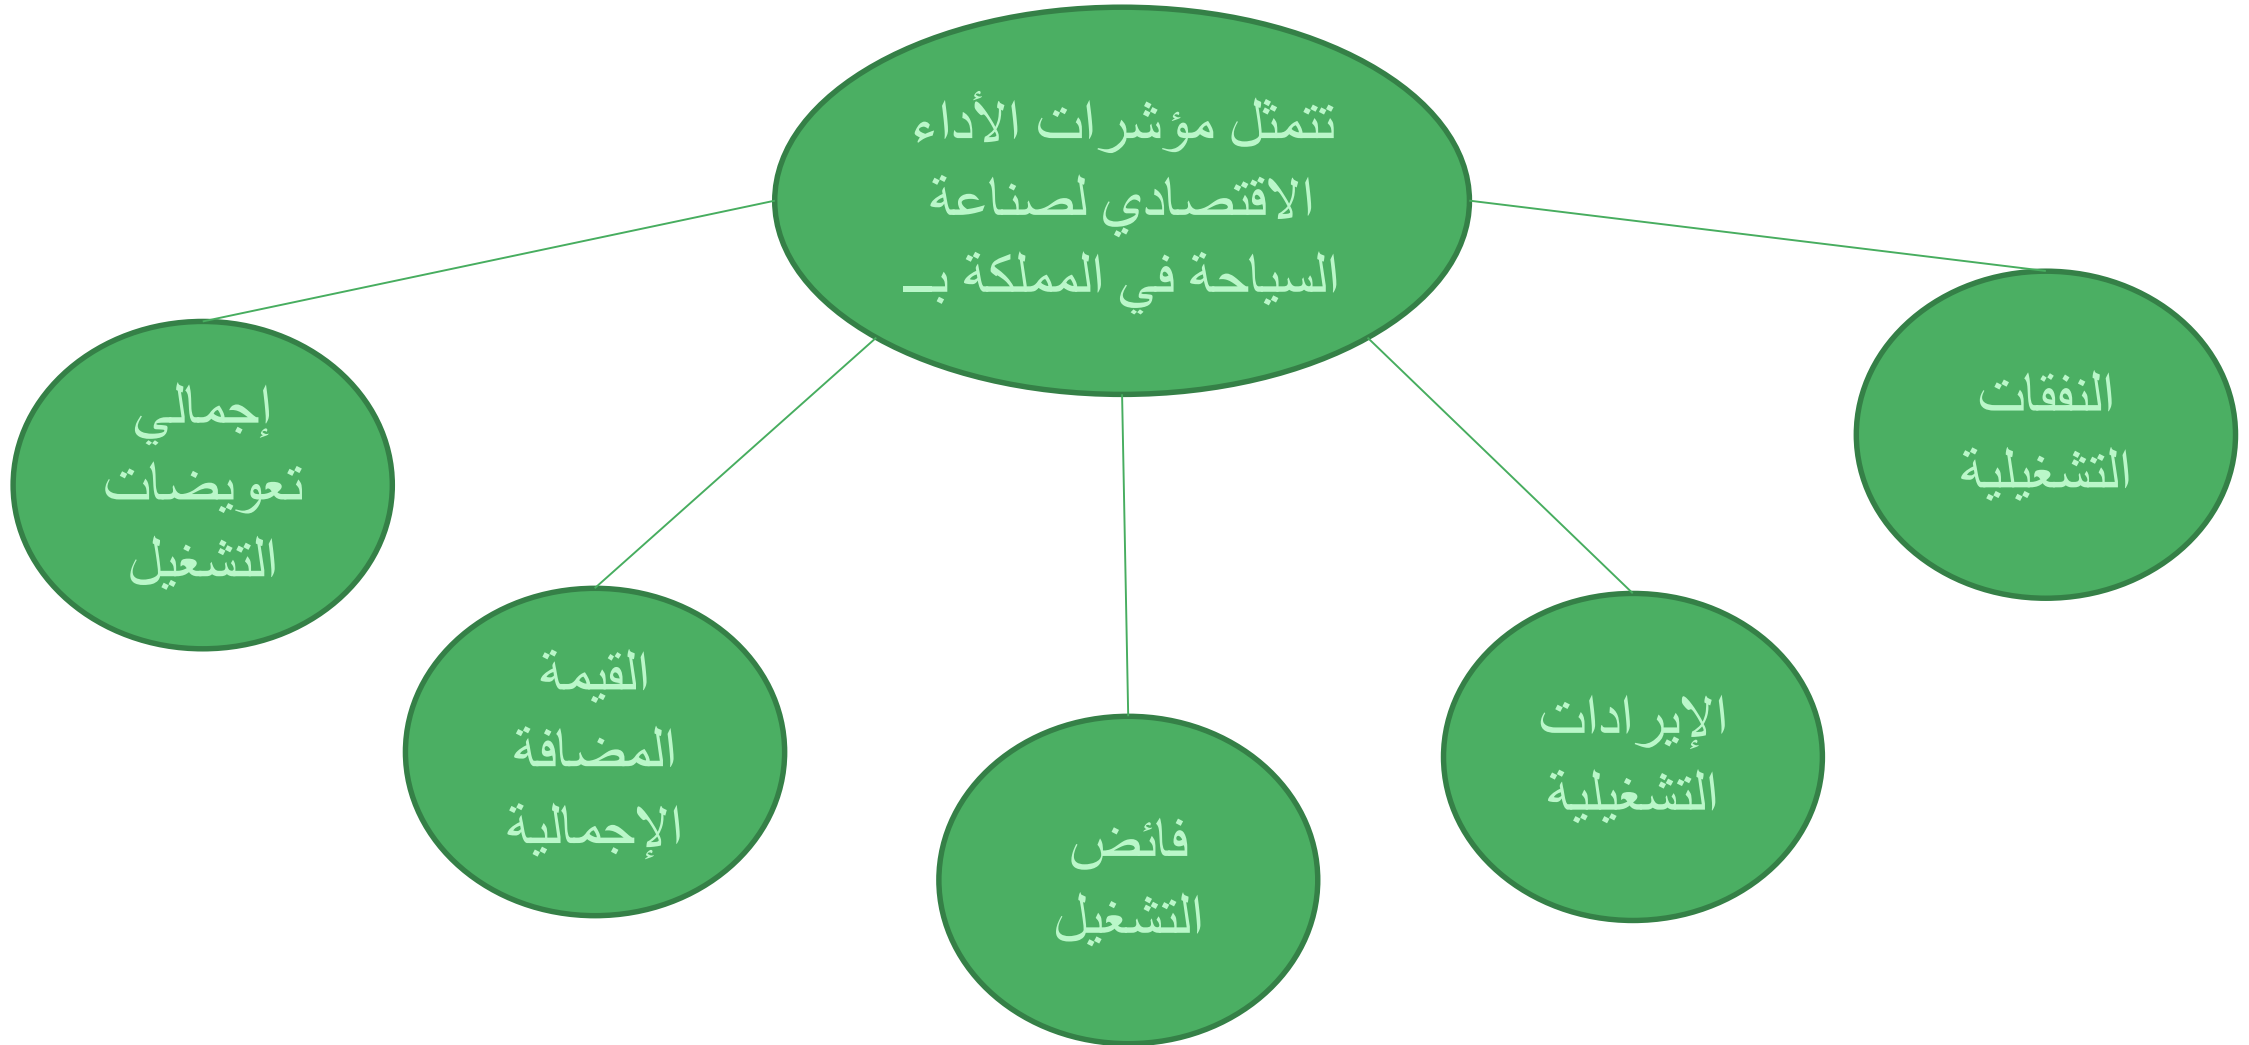 تتمثل مؤشرات الأداء
الاقتصادي لصناعة
السياحة في المملكة بــ
النفقات
التشغيلية
الإيرادات
التشغيلية
فائض
التشغيل
القيمة
المضافة
الإجمالية
إجمالي
تعويضات
التشغيل